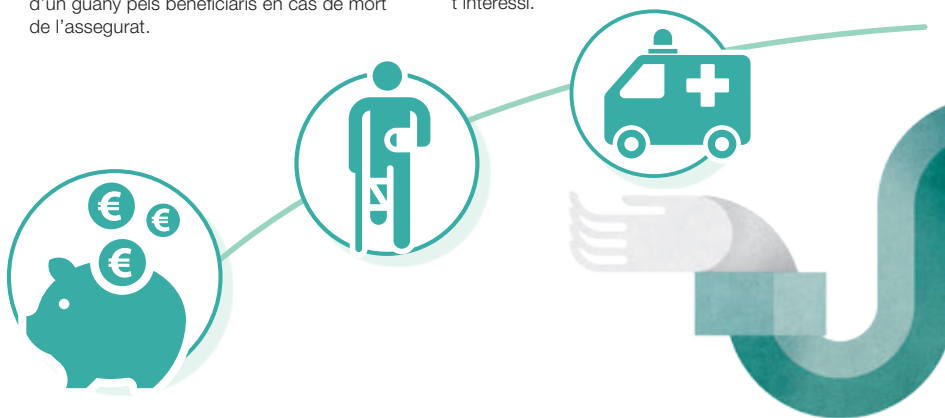 d'un guany pels beneficiaris en cas de mort
de l'assegurat.
t'interessi.
€
€
€